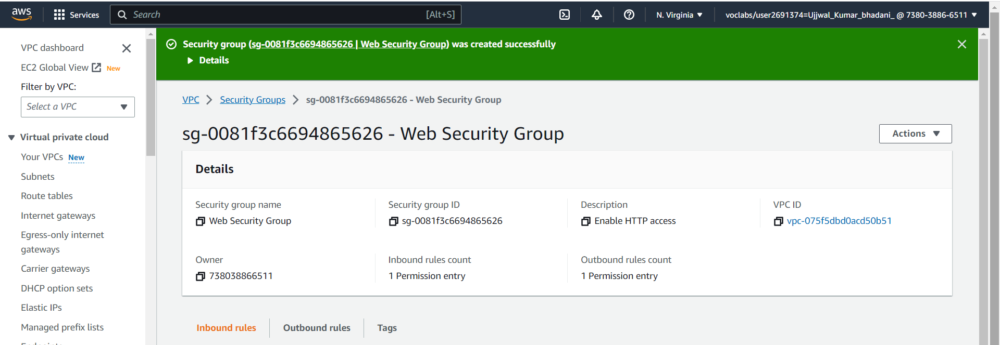 aws
Services
Search
[Alt+S]
N. Virginia
voclabs/user2691374=Ujjwal_Kumar_bhadani_ @ 7380-3886-6511
VPC dashboard
EC2 Global View New
Filter by VPC:
Select a VPC
Virtual private cloud
Your VPCs New
Subnets
Route tables
Internet gateways
Egress-only internet
gateways
Carrier gateways
DHCP option sets
Elastic IPs
Managed prefix lists
Security group (sg-0081f3c6694865626 | Web Security Group) was created successfully
Details
VPC
Security Groups
sg-0081f3c6694865626 - Web Security Group
sg-0081f3c6694865626 - Web Security Group
Actions
Details
Security group name
Web Security Group
Security group ID
sg-0081f3c6694865626
Description
Enable HTTP access
VPC ID
vpc-075f5dbd0acd50b51
Owner
738038866511
Inbound rules count
1 Permission entry
Outbound rules count
1 Permission entry
Inbound rules
Outbound rules
Tags